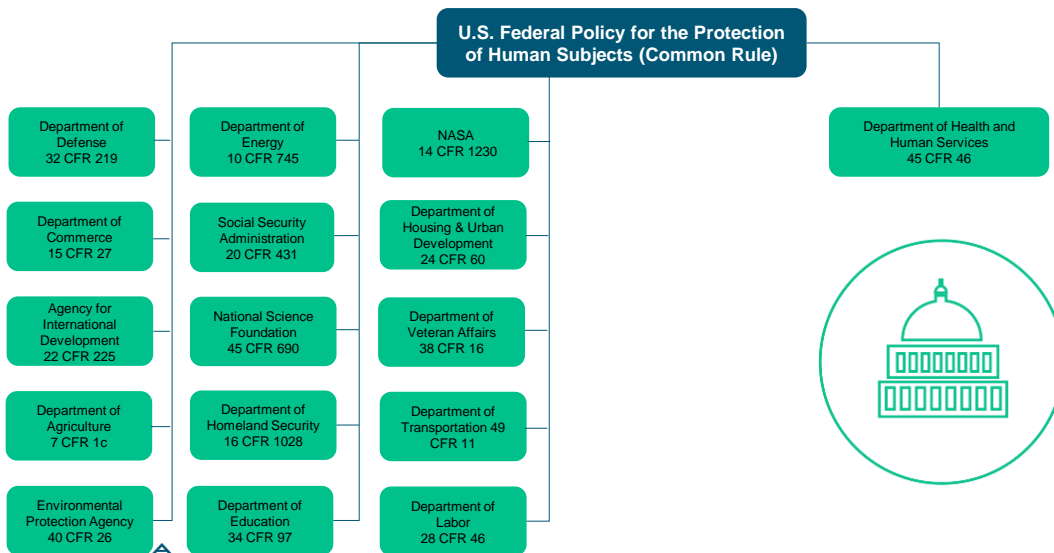 U.S. Federal Policy for the Protection
of Human Subjects (Common Rule)
Department of
Defense
32 CFR 219
Department of
Energy
10 CFR 745
NASA
14 CFR 1230
Department of Health and
Human Services
45 CFR 46
Department of
Commerce
15 CFR 27
Social Security
Administration
20 CFR 431
Department of
Housing & Urban
Development
24 CFR 60
Agency for
International
Development
22 CFR 225
National Science
Foundation
45 CFR 690
Department of
Veteran Affairs
38 CFR 16
Department of
Agriculture
7 CFR 1c
Department of
Homeland Security
16 CFR 1028
Department of
Transportation 49
CFR 11
Environmental
Protection Agency
40 CFR 26
Department of
Education
34 CFR 97
Department of
Labor
28 CFR 46